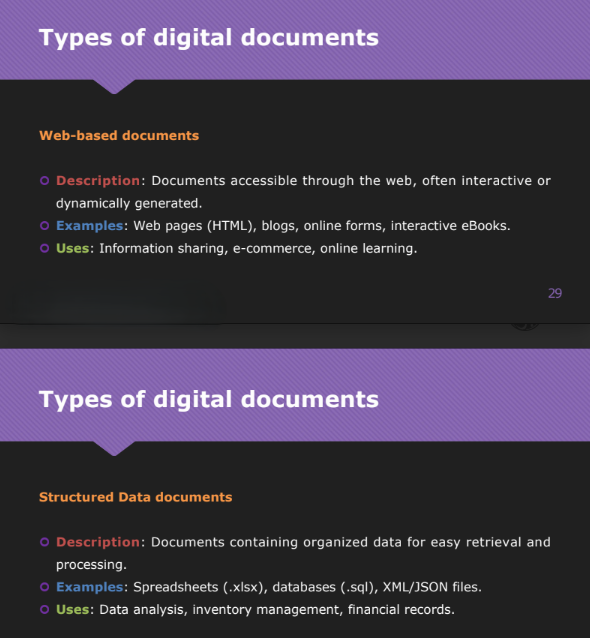 Types of digital documents
Web-based documents
Description: Documents accessible through the web, often interactive or
dynamically generated.
Examples: Web pages (HTML), blogs, online forms, interactive eBooks.
Uses: Information sharing, e-commerce, online learning.
29
Types of digital documents
Structured Data documents
Description: Documents containing organized data for easy retrieval and
processing.
Examples: Spreadsheets (.xlsx), databases (.sql), XML/JSON files.
Uses: Data analysis, inventory management, financial records.